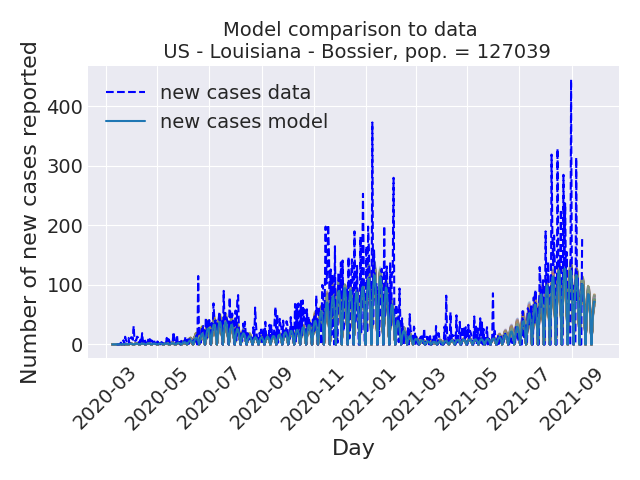 Model comparison to data
US - Louisiana - Bossier, pop. = 127039
new cases data
new cases model
Number of new cases reported
400
300
200
100
0
2020-03
2020-05
2020-07
2020-09
2020-11
2021-01
2021-03
2021-05
2021-07
2021-09
Day